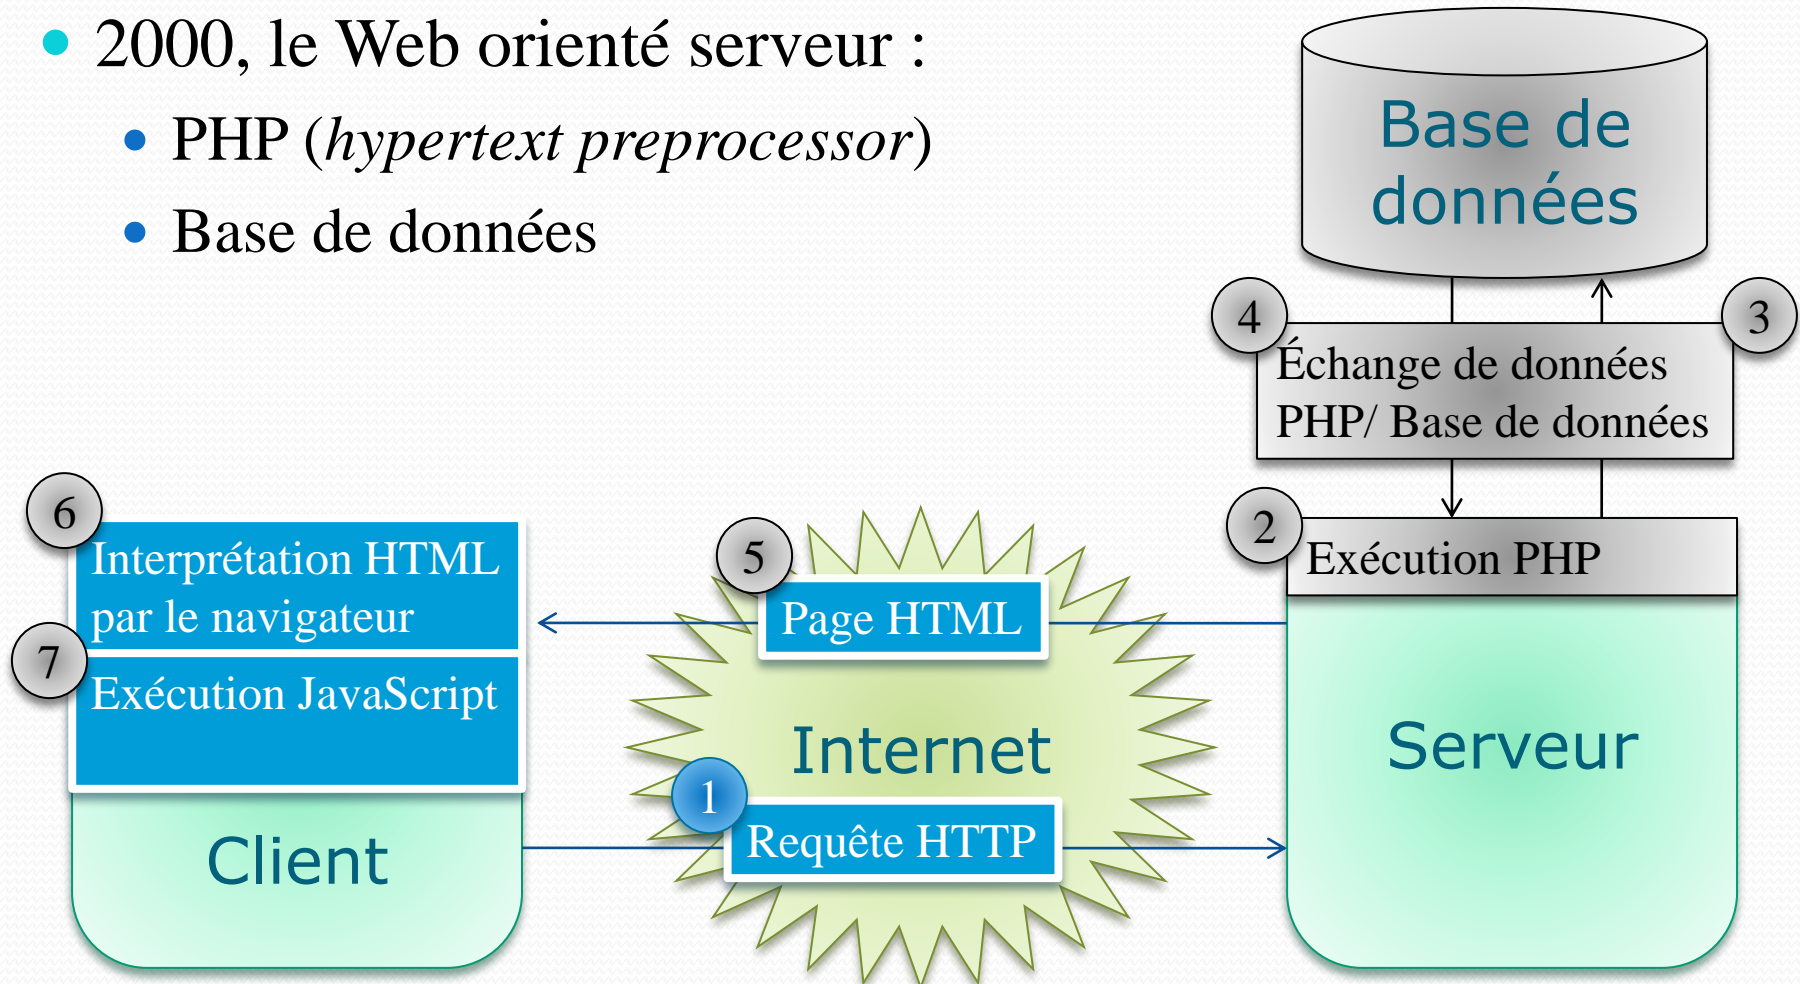 2000, le Web orienté serveur :
PHP (hypertext preprocessor)
Base de données
Base de
données
4
3
Échange de données
PHP/ Base de données
2
Exécution PHP
Serveur
5
Page HTML
Internet
1
Requête HTTP
6
Interprétation HTML
par le navigateur
7
Exécution JavaScript
Client